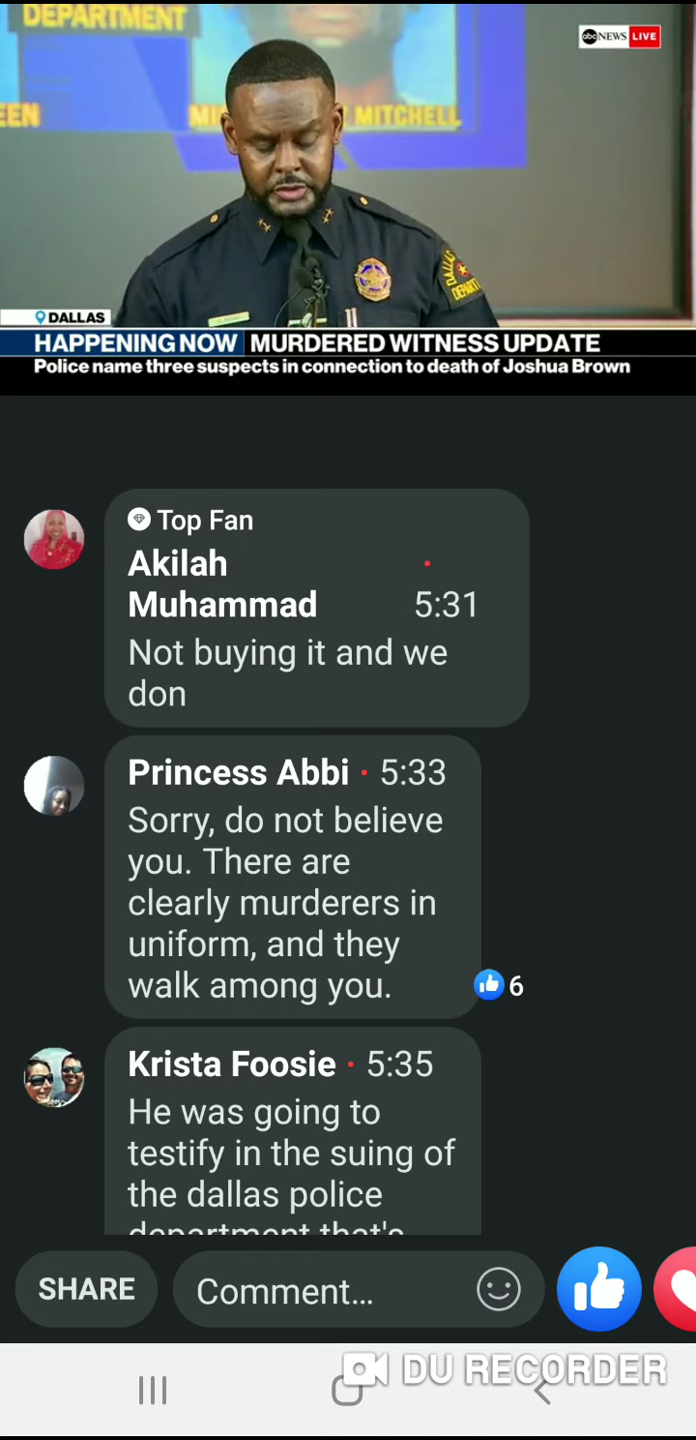 DEPARTMENT
abc NEWS LIVE
EEN
MITCHELL
DALLAS
DEPART
DALLAS
HAPPENING NOW MURDERED WITNESS UPDATE
Police name three suspects in connection to death of Joshua Brown
Top Fan
Akilah
Muhammad • 5:31
Not buying it and we
don
Princess Abbi • 5:33
Sorry, do not believe
you. There are
clearly murderers in
uniform, and they
walk among you.
6
Krista Foosie • 5:35
He was going to
testify in the suing of
the dallas police
department that's
SHARE
Comment...
DU RECORDER